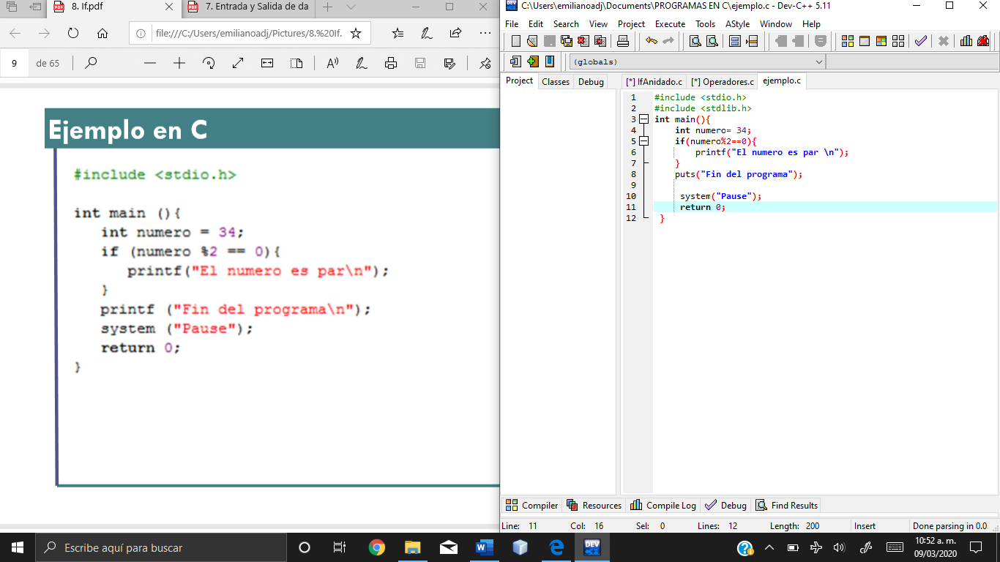 8. If.pdf
7. Entrada y Salida de da
file:///C:/Users/emilianoadj/Pictures/8.%20If.
9
de 65
Ejemplo en C
#include <stdio.h>
int main (){
int numero = 34;
if (numero %2 == 0){
printf("El numero es par\n");
}
printf ("Fin del programa\n");
system ("Pause");
return 0;
}
C:\Users\emilianoadj\Documents\PROGRAMAS EN C\ejemplo.c - Dev-C++ 5.11
File Edit Search View Project Execute Tools AStyle Window Help
(globals)
Project Classes Debug
[*] IfAnidado.c [*] Operadores.c ejemplo.c
1 #include <stdio.h>
2 #include <stdlib.h>
3 int main(){
4 int numero= 34;
5 if(numero%2==0){
6 printf("El numero es par \n");
7 }
8 puts("Fin del programa");
9
10 system("Pause");
11 return 0;
12 }
Compiler Resources Compile Log Debug Find Results
Line: 11 Col: 16 Sel: 0 Lines: 12 Length: 200 Insert Done parsing in 0.0
Escribe aquí para buscar
10:52 a. m.
09/03/2020